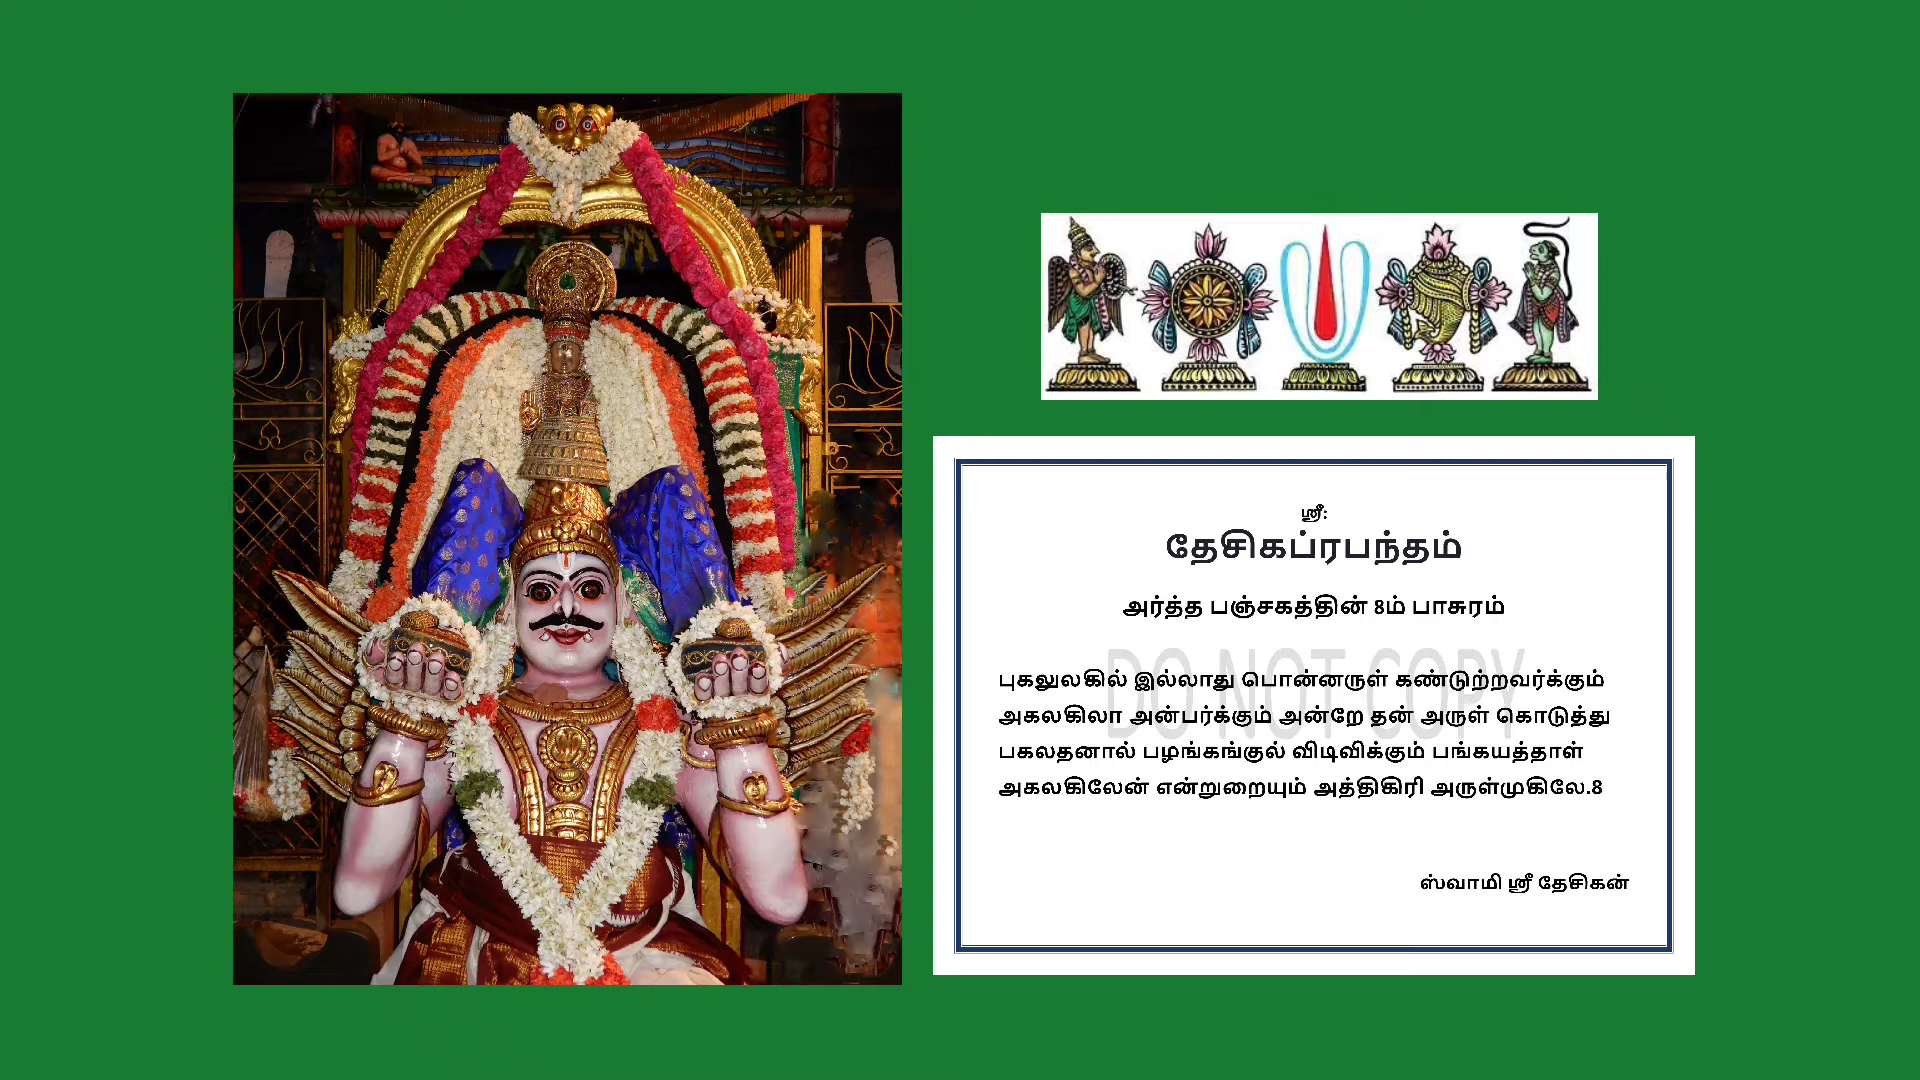 ஸ்ரீ:
தேசிகப்ரபந்தம்
அர்த்த பஞ்சகத்தின் 8ம் பாசுரம்
DO NOT COPY
புகலுலகில் இல்லாது பொன்னருள் கண்டுற்றவர்க்கும்
அகலகிலா அன்பர்க்கும் அன்றே தன் அருள் கொடுத்து
பகலதனால் பழங்கங்குல் விடிவிக்கும் பங்கயத்தாள்
அகலகிலேன் என்றுறையும் அத்திகிரி அருள்முகிலே.8
ஸ்வாமி ஸ்ரீ தேசிகன்